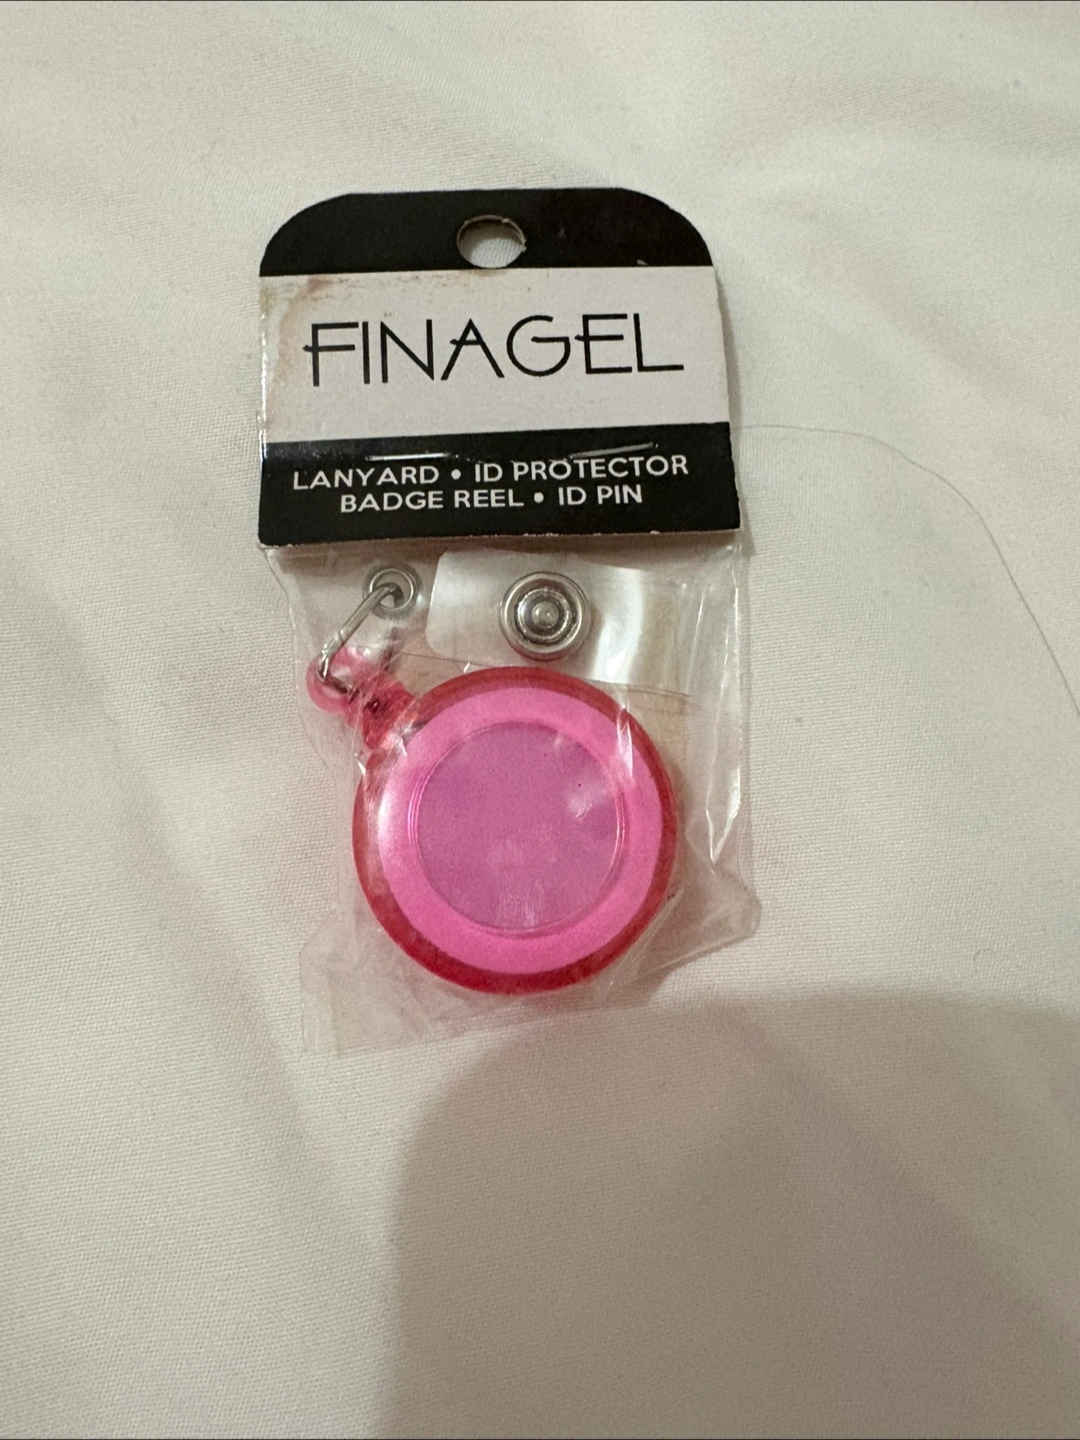 FINAGEL
LANYARD • ID PROTECTOR
BADGE REEL • ID PIN